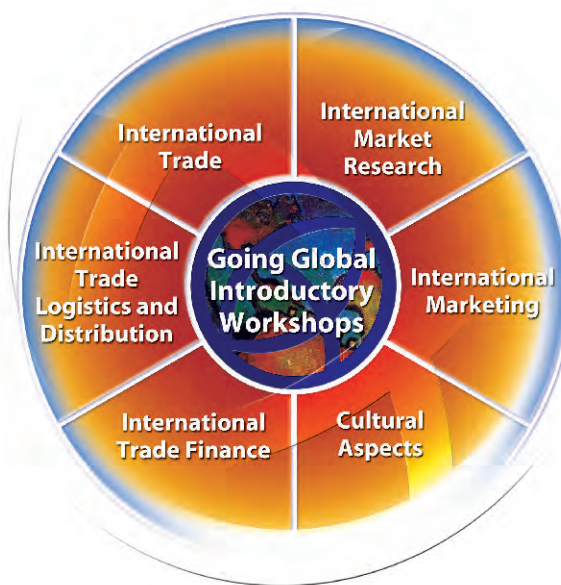 International
Trade
International
Market
Research
International
Trade
Logistics and
Distribution
Going Global
Introductory
Workshops
International
Marketing
International
Trade Finance
Cultural
Aspects